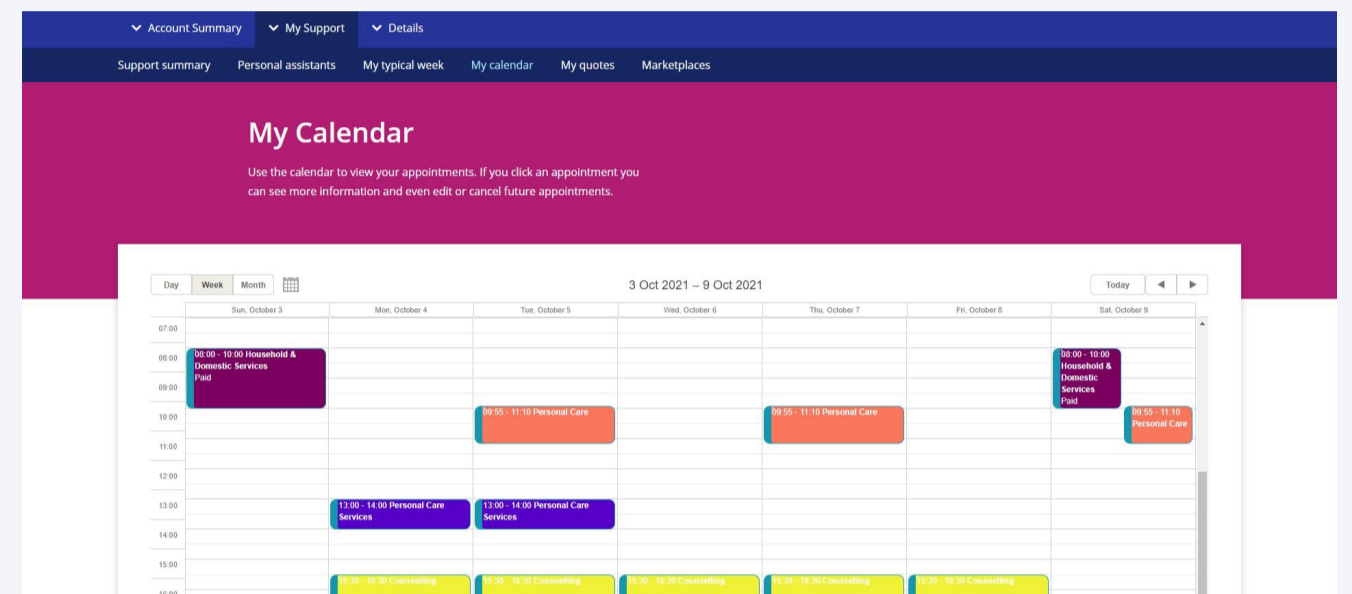 Account Summary My Support Details
Support summary Personal assistants My typical week My calendar My quotes Marketplaces
My Calendar
Use the calendar to view your appointments. If you click an appointment you
can see more information and even edit or cancel future appointments.
Day Week Month 3 Oct 2021 – 9 Oct 2021 Today
Sun, October 3 Mon, October 4 Tue, October 5 Wed, October 6 Thu, October 7 Fri, October 8 Sat, October 9
07:00
08:00
08:00 - 10:00 Household &
Domestic Services
Paid
08:00 - 10:00
Household &
Domestic
Services
Paid
09:00
10:00
09:55 - 11:10 Personal Care
09:55 - 11:10 Personal Care
09:55 - 11:10
Personal Care
11:00
12:00
13:00
13:00 - 14:00 Personal Care
Services
13:00 - 14:00 Personal Care
Services
14:00
15:00
15:30 - 18:30 Counselling
15:30 - 18:30 Counselling
15:30 - 18:30 Counselling
15:30 - 18:30 Counselling
15:30 - 18:30 Counselling
16:00